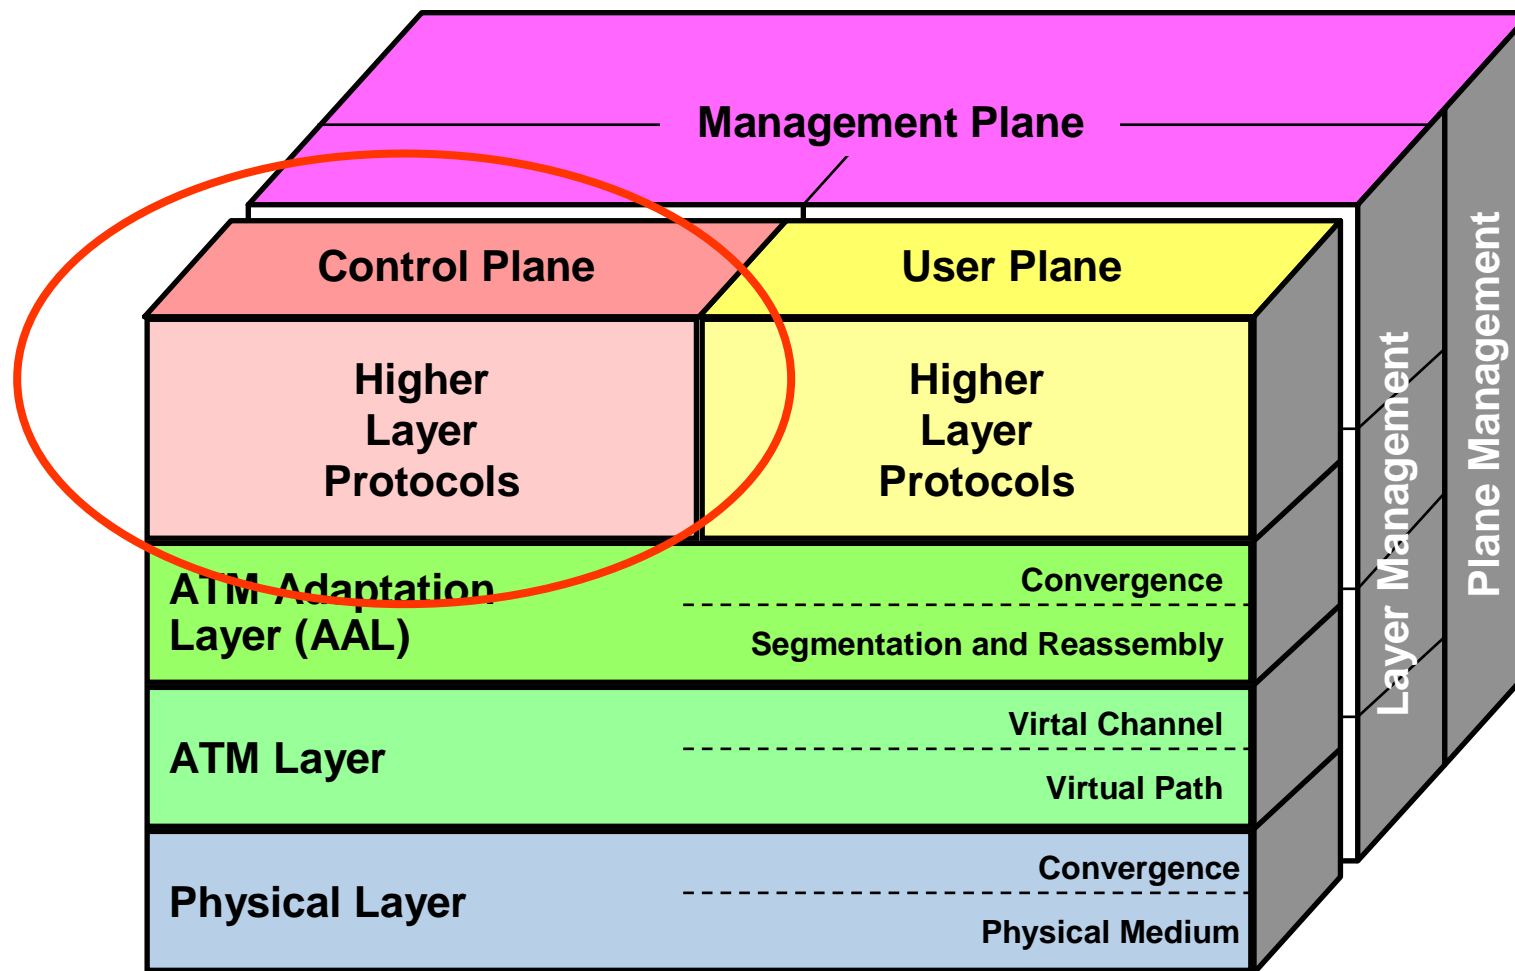 Management Plane
Control Plane
User Plane
Higher
Layer
Protocols
Higher
Layer
Protocols
Layer Management
Plane Management
ATM Adaptation
Layer (AAL)
Convergence
Segmentation and Reassembly
ATM Layer
Virtal Channel
Virtual Path
Physical Layer
Convergence
Physical Medium